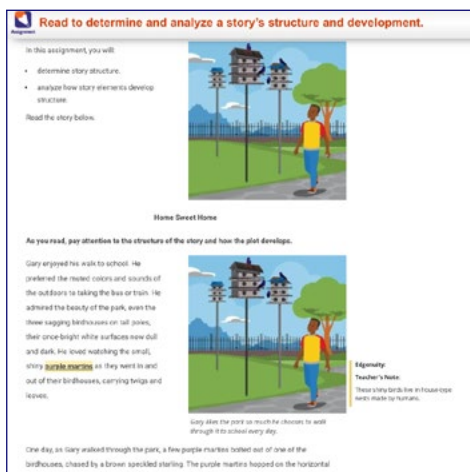 Assignment
Read to determine and analyze a story's structure and development.
In this assignment, you will:
• determine story structure.
• analyze how story elements develop
structure.
Read the story below.
Home Sweet Home
As you read, pay attention to the structure of the story and how the plot develops.
Gary enjoyed his walk to school. He
preferred the muted colors and sounds of
the outdoors to taking the bus or train. He
admired the beauty of the park, even the
three sagging birdhouses on tall poles,
their once-bright white surfaces now dull
and dark. He loved watching the small,
shiny purple martins as they went in and
out of their birdhouses, carrying twigs and
leaves.
Edgenuity:
Teacher's Note:
These shiny birds live in house-type
nests made by humans.
Gary likes the park so much he chooses to walk
through it to school every day.
One day, as Gary walked through the park, a few purple martins bolted out of one of the
birdhouses, chased by a brown speckled starling. The purple martins hopped on the horizontal